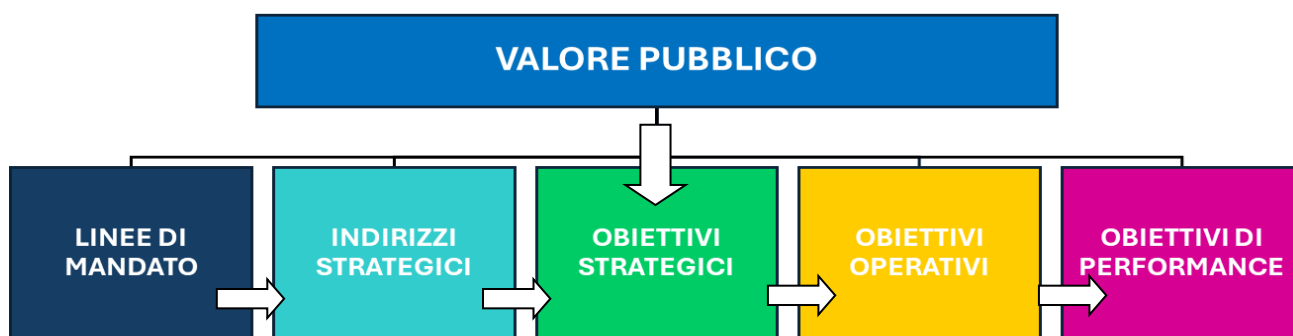 VALORE PUBBLICO
LINEE DI
MANDATO
INDIRIZZI
STRATEGICI
OBIETTIVI
STRATEGICI
OBIETTIVI
OPERATIVI
OBIETTIVI DI
PERFORMANCE